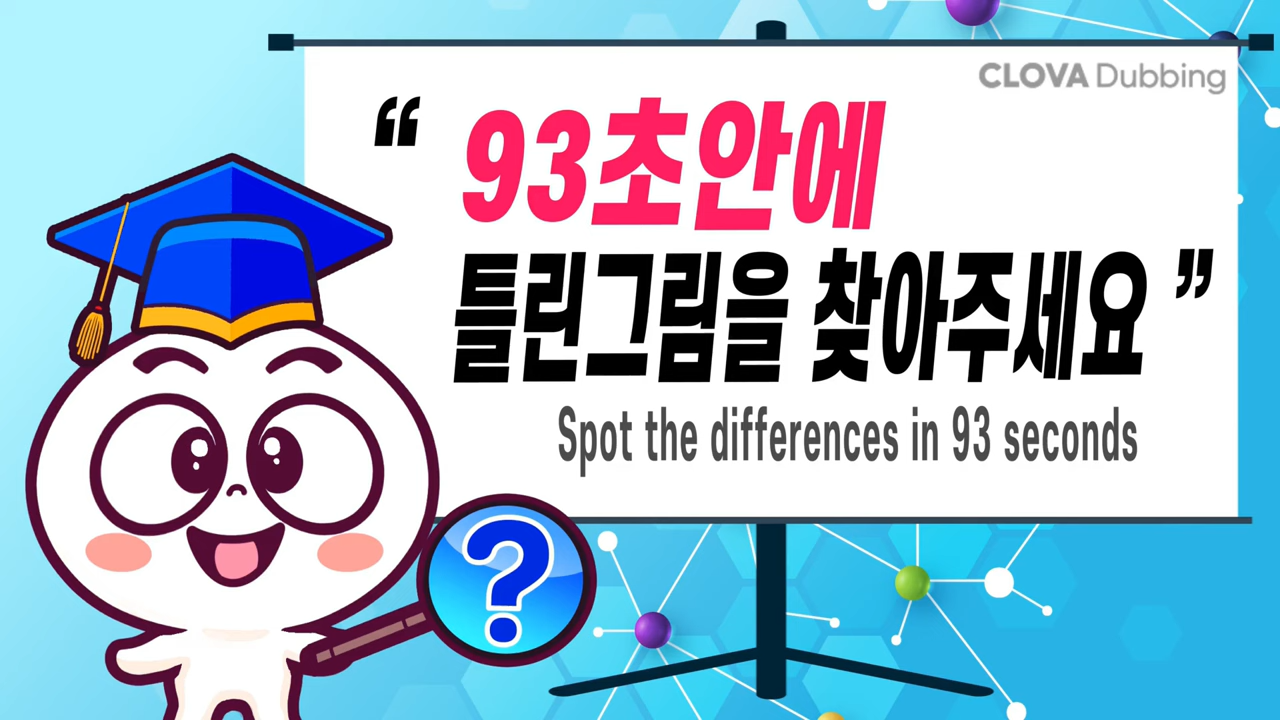 CLOVA Dubbing
“ 93초안에
틀린그림을 찾아주세요 ”
Spot the differences in 93 seconds
?